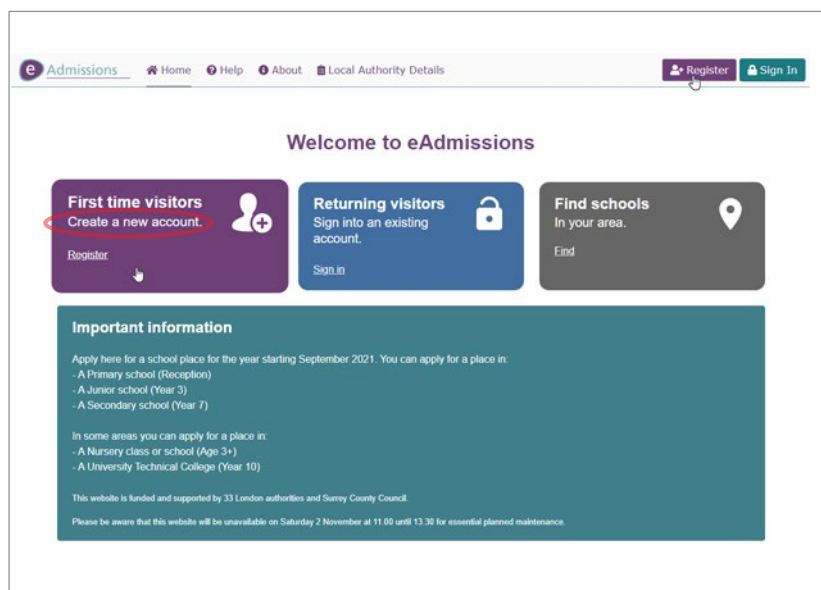 e Admissions Home Help About Local Authority Details Register Sign In
Welcome to eAdmissions
First time visitors
Create a new account.
Register
Returning visitors
Sign into an existing
account.
Sign in
Find schools
In your area.
Find
Important information
Apply here for a school place for the year starting September 2021. You can apply for a place in:
- A Primary school (Reception)
- A Junior school (Year 3)
- A Secondary school (Year 7)
In some areas you can apply for a place in:
- A Nursery class or school (Age 3+)
- A University Technical College (Year 10)
This website is funded and supported by 33 London authorities and Surrey County Council.
Please be aware that this website will be unavailable on Saturday 2 November at 11.00 until 13.30 for essential planned maintenance.